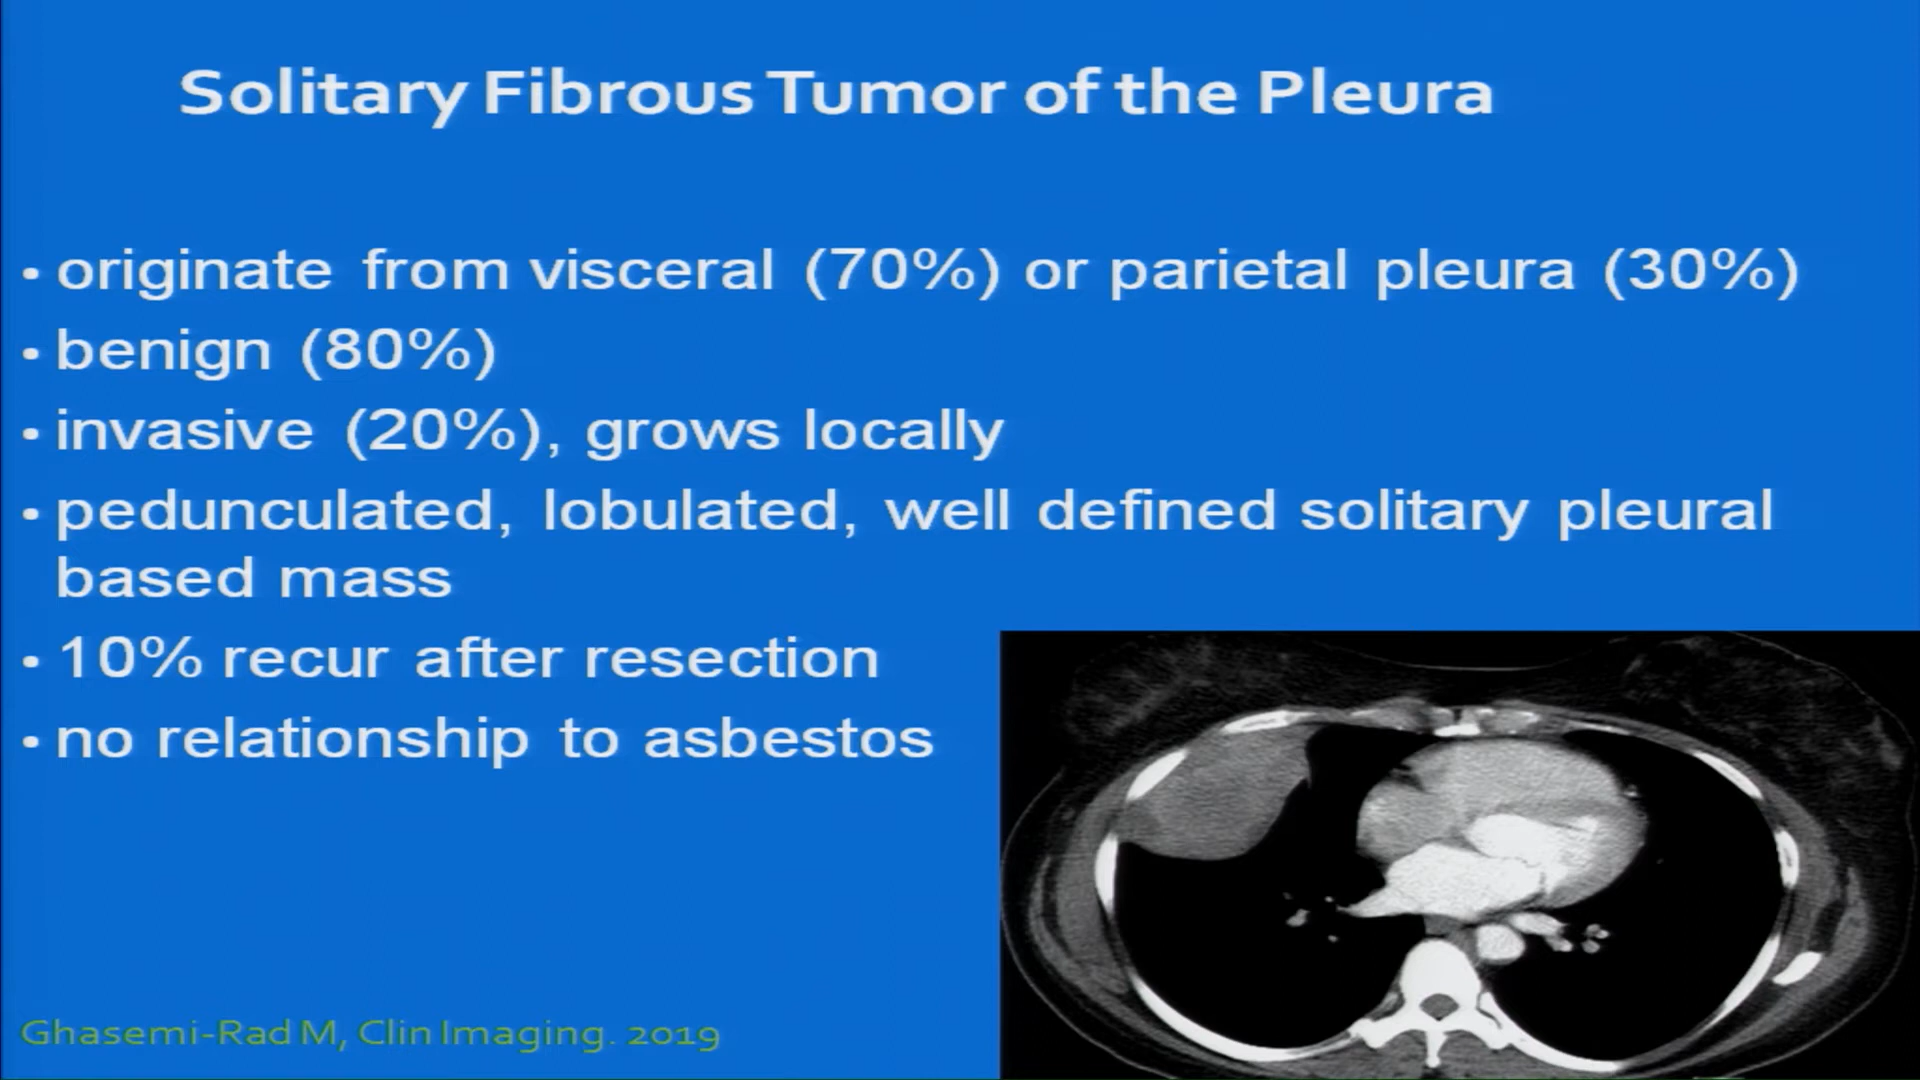 Solitary Fibrous Tumor of the Pleura
• originate from visceral (70%) or parietal pleura (30%)
• benign (80%)
• invasive (20%), grows locally
• pedunculated, lobulated, well defined solitary pleural
based mass
• 10% recur after resection
• no relationship to asbestos
Ghasemi-Rad M, Clin Imaging. 2019